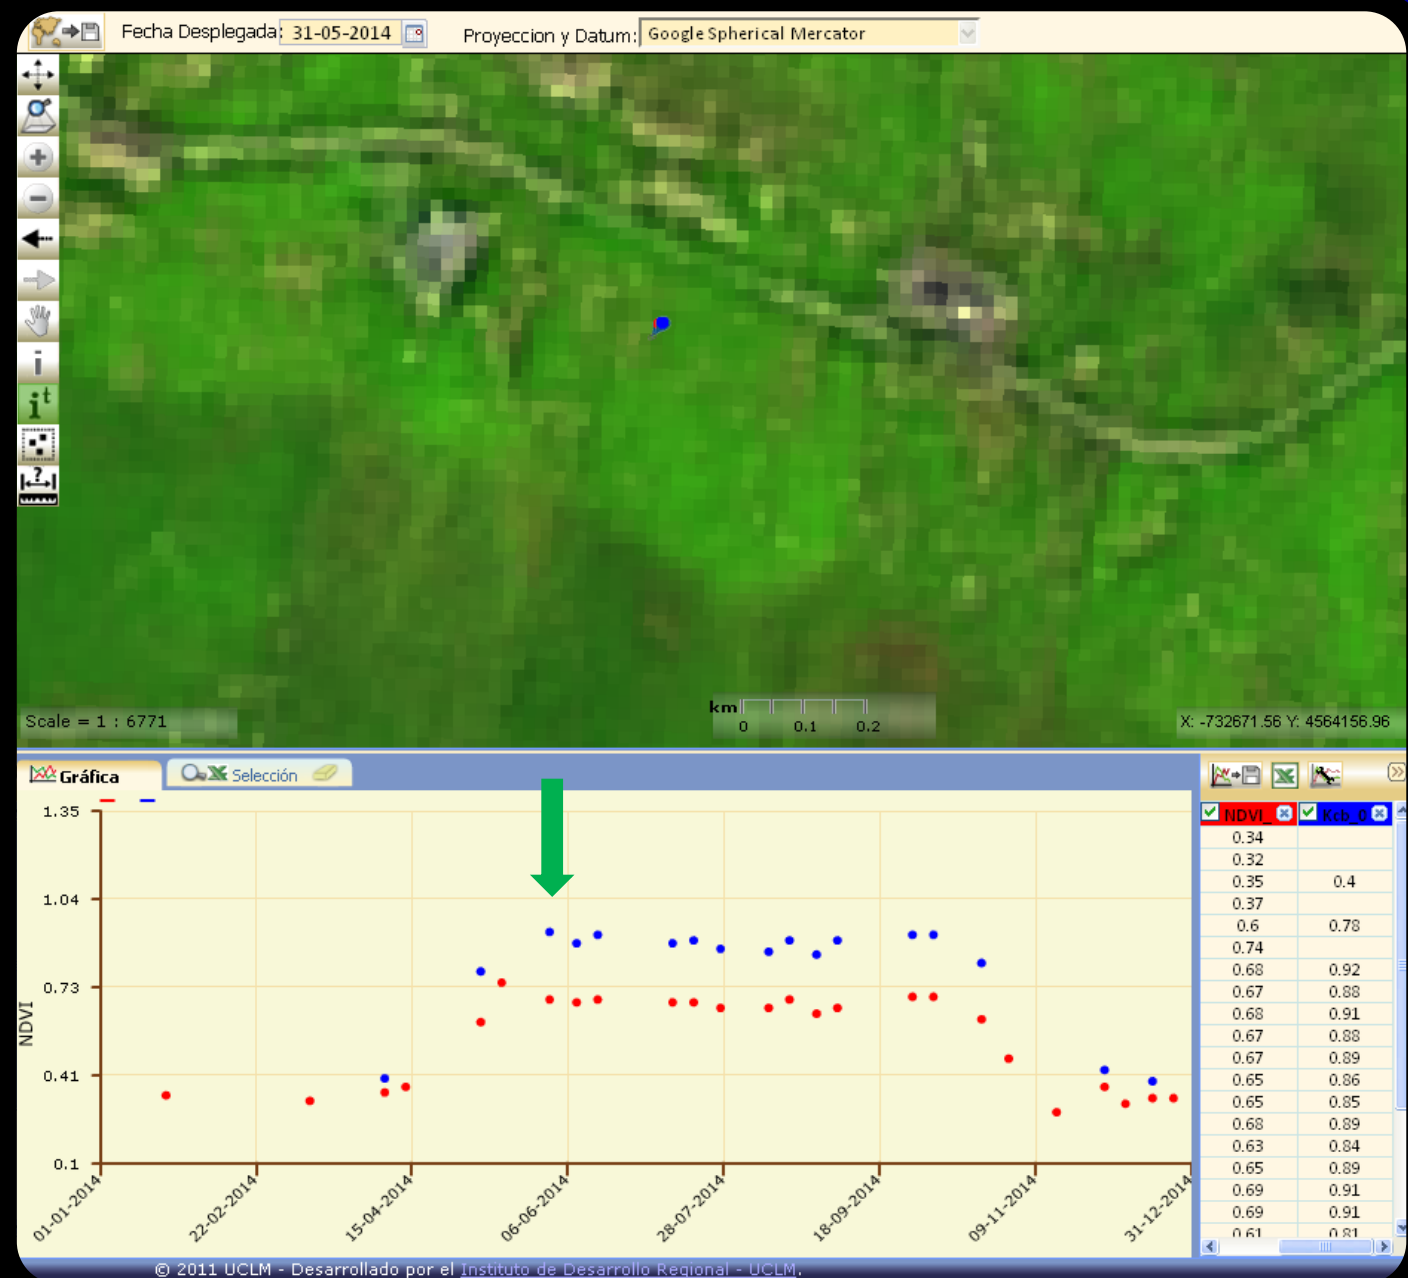 Fecha Desplegada: 31-05-2014 Proyeccion y Datum: Google Spherical Mercator
i
iᵗ
?
km
0 0.1 0.2
Scale = 1 : 6771
X: -732671.56 Y: 4564156.96
Gráfica Selección
NDVI_ Kcb_0
0.34
0.32
0.35 0.4
0.37
0.6 0.78
0.74
0.68 0.92
0.67 0.88
0.68 0.91
0.67 0.88
0.67 0.89
0.65 0.86
0.65 0.85
0.68 0.89
0.63 0.84
0.65 0.89
0.69 0.91
0.69 0.91
0.61 0.81
1.35
1.04
0.73
0.41
0.1
NDVI
01-01-2014 22-02-2014 15-04-2014 06-06-2014 28-07-2014 18-09-2014 09-11-2014 31-12-2014
© 2011 UCLM - Desarrollado por el Instituto de Desarrollo Regional - UCLM.